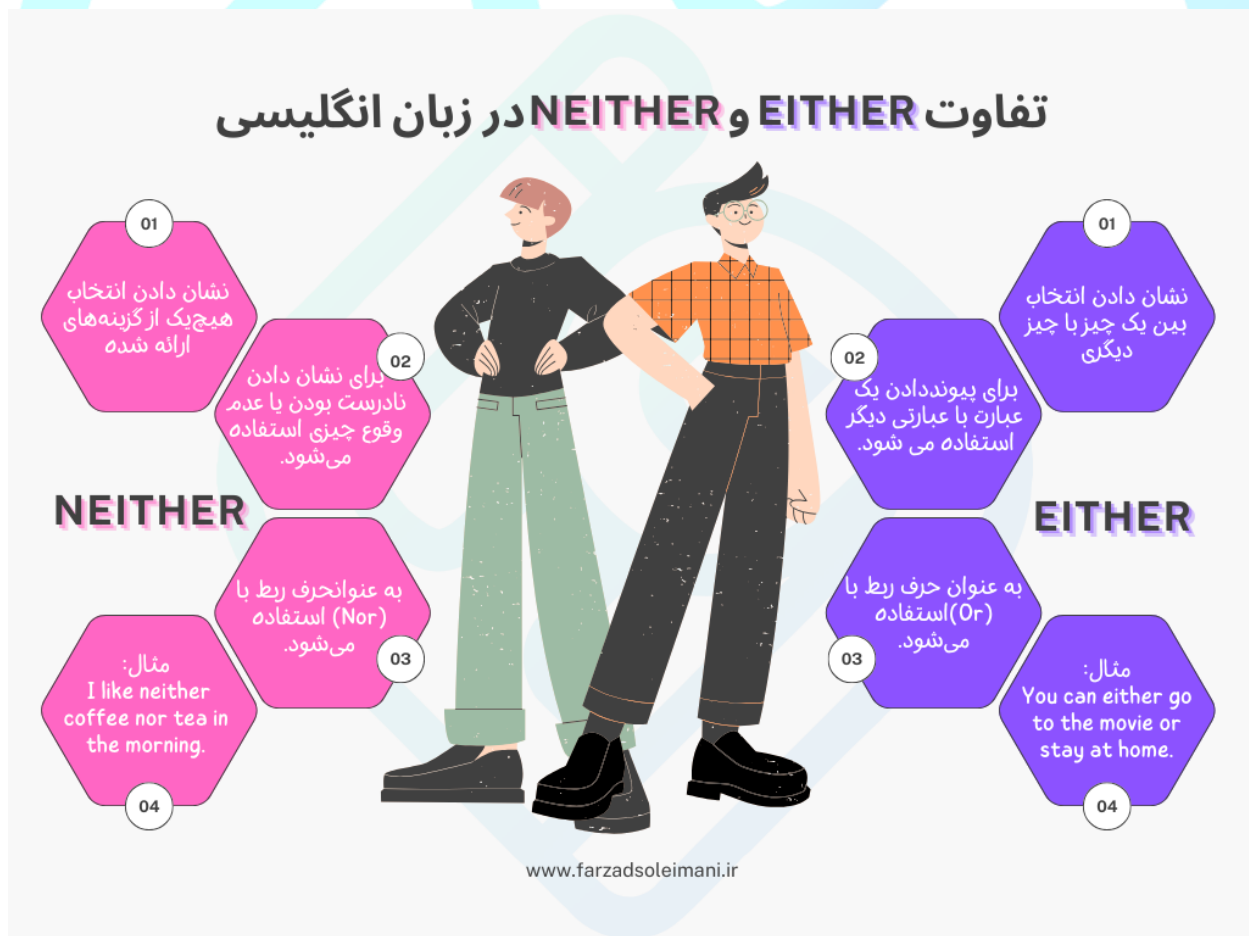 تفاوت EITHER و NEITHER در زبان انگلیسی
EITHER
01
نشان دادن انتخاب
بین یک چیز با چیز
دیگری
02
برای پیونددادن یک
عبارت با عبارتی دیگر
استفاده می شود.
03
به عنوان حرف ربط با
(Or)استفاده
می‌شود.
04
مثال:
You can either go
to the movie or
stay at home.
NEITHER
01
نشان دادن انتخاب
هیچ‌یک از گزینه‌های
ارائه شده
02
برای نشان دادن
نادرست بودن یا عدم
وقوع چیزی استفاده
می‌شود.
03
به عنوانحرف ربط با
(Nor) استفاده
می‌شود.
04
مثال:
I like neither
coffee nor tea in
the morning.
www.farzadsoleimani.ir